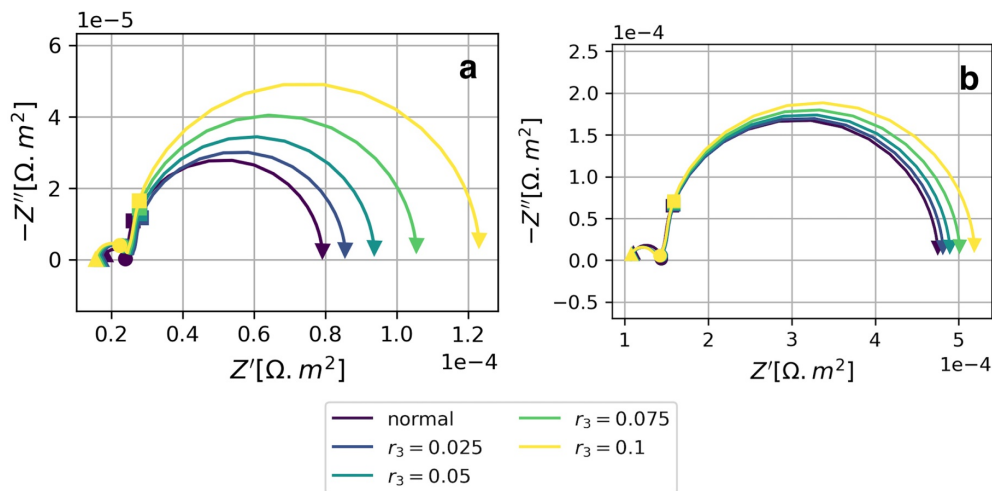 1e−5
a
6
4
2
0
−Z″[Ω.m²]
0.2 0.4 0.6 0.8 1.0 1.2
1e−4
Z′[Ω.m²]
1e−4
b
2.5
2.0
1.5
1.0
0.5
0.0
−0.5
−Z″[Ω.m²]
1 2 3 4 5
1e−4
Z′[Ω.m²]
normal
r₃ = 0.025
r₃ = 0.05
r₃ = 0.075
r₃ = 0.1